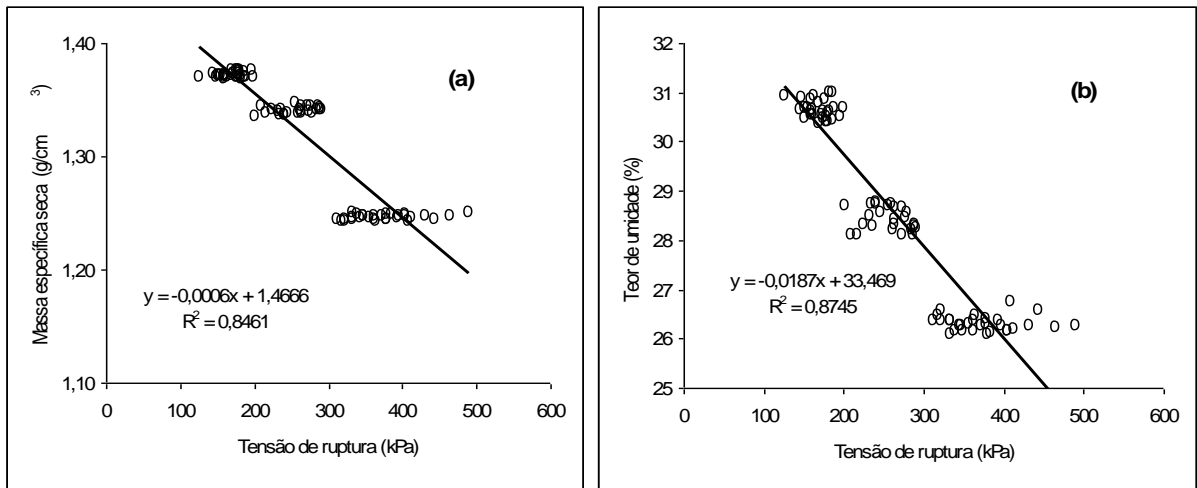 (a)
Massa específica seca (g/cm
3)
1,40
1,30
1,20
1,10
y = -0,0006x + 1,4666
R2 = 0,8461
0 100 200 300 400 500 600
Tensão de ruptura (kPa)
(b)
Teor de umidade (%)
32
31
30
29
28
27
26
25
y = -0,0187x + 33,469
R2 = 0,8745
0 100 200 300 400 500 600
Tensão de ruptura (kPa)